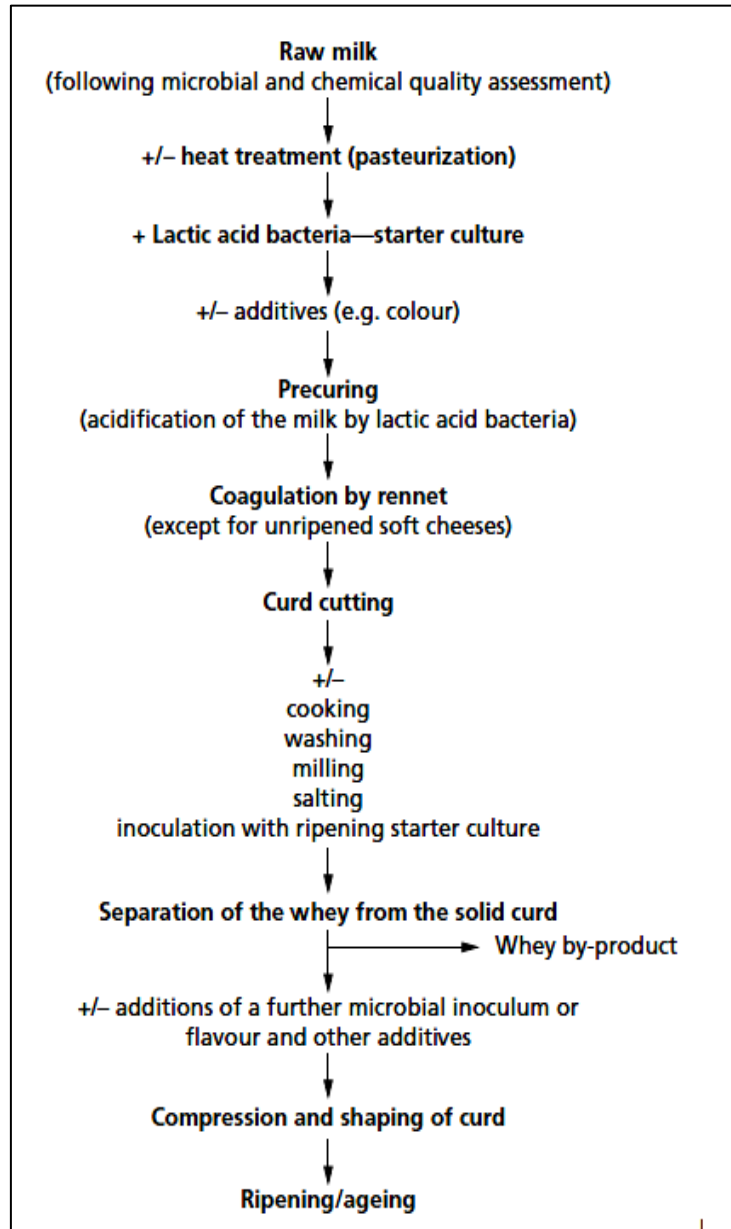 Raw milk
(following microbial and chemical quality assessment)
+/– heat treatment (pasteurization)
+ Lactic acid bacteria—starter culture
+/– additives (e.g. colour)
Precuring
(acidification of the milk by lactic acid bacteria)
Coagulation by rennet
(except for unripened soft cheeses)
Curd cutting
+/–
cooking
washing
milling
salting
inoculation with ripening starter culture
Separation of the whey from the solid curd
Whey by-product
+/– additions of a further microbial inoculum or
flavour and other additives
Compression and shaping of curd
Ripening/ageing